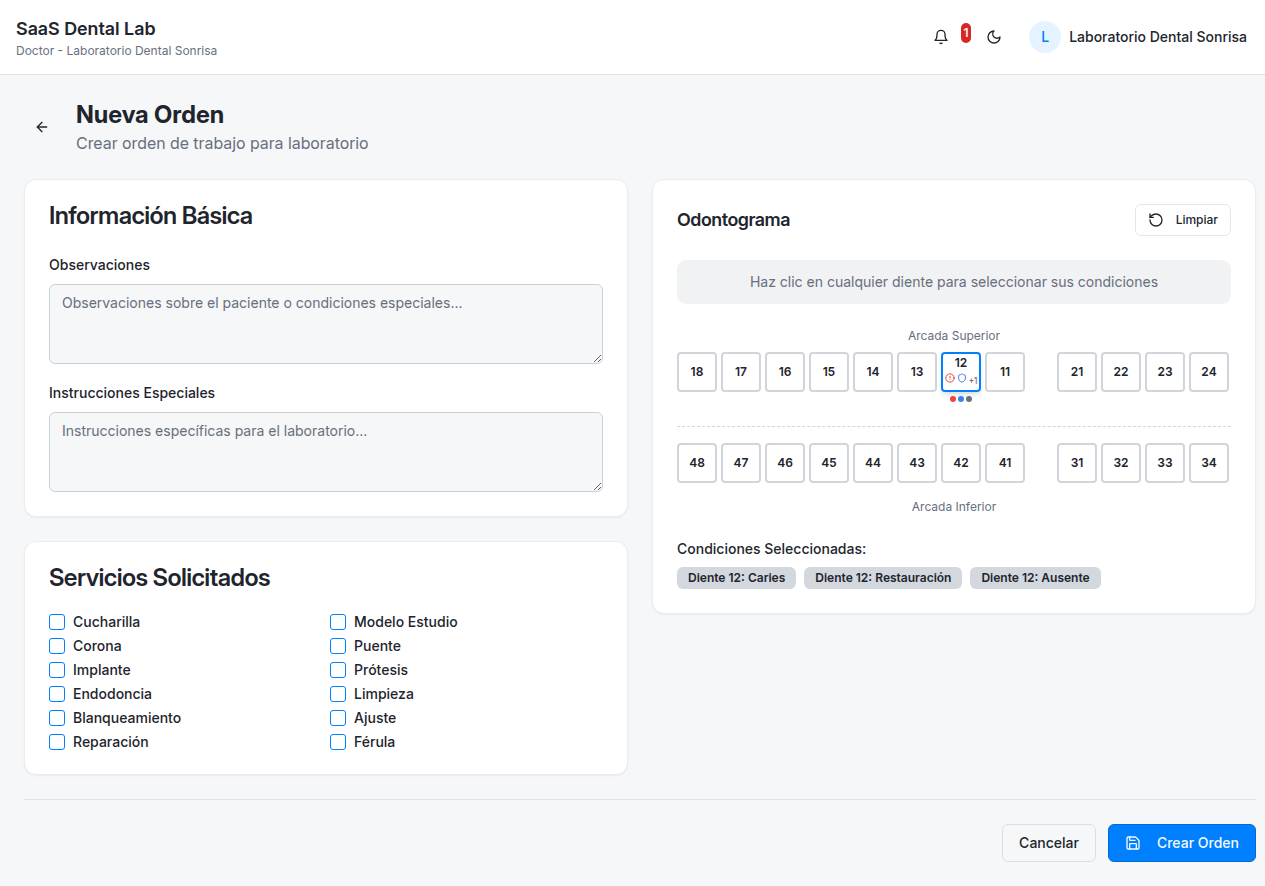 SaaS Dental Lab
Doctor - Laboratorio Dental Sonrisa
1
L
Laboratorio Dental Sonrisa
Nueva Orden
Crear orden de trabajo para laboratorio
Información Básica
Observaciones
Observaciones sobre el paciente o condiciones especiales...
Instrucciones Especiales
Instrucciones específicas para el laboratorio...
Servicios Solicitados
Cucharilla
Modelo Estudio
Corona
Puente
Implante
Prótesis
Endodoncia
Limpieza
Blanqueamiento
Ajuste
Reparación
Férula
Odontograma
Limpiar
Haz clic en cualquier diente para seleccionar sus condiciones
Arcada Superior
18 17 16 15 14 13 12 11 21 22 23 24
+1
48 47 46 45 44 43 42 41 31 32 33 34
Arcada Inferior
Condiciones Seleccionadas:
Diente 12: Caries Diente 12: Restauración Diente 12: Ausente
Cancelar
Crear Orden